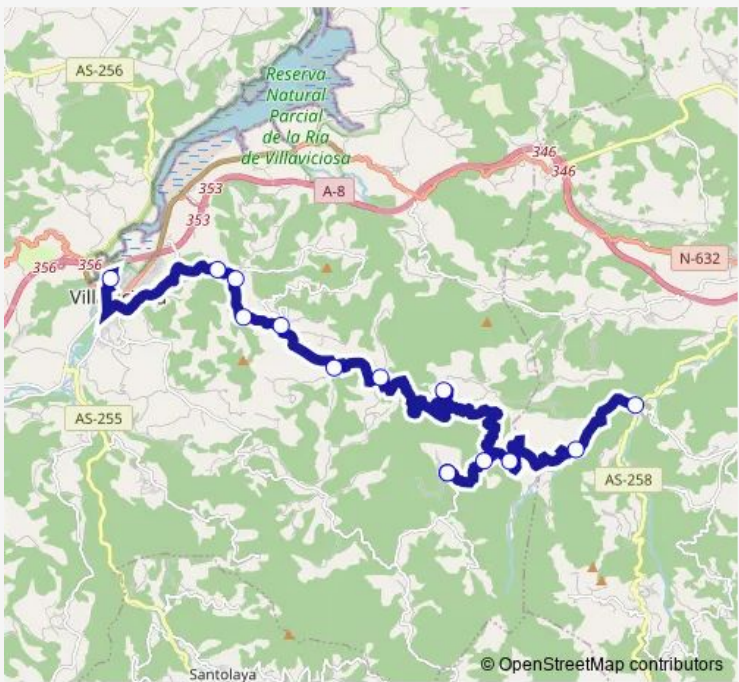 AS-256
Reserva
Natural
Parcial
de la Ría
de Villaviciosa
346
346
353
A-8
353
N-632
356
356
AS-255
AS-258
Santolaya
© OpenStreetMap contributors